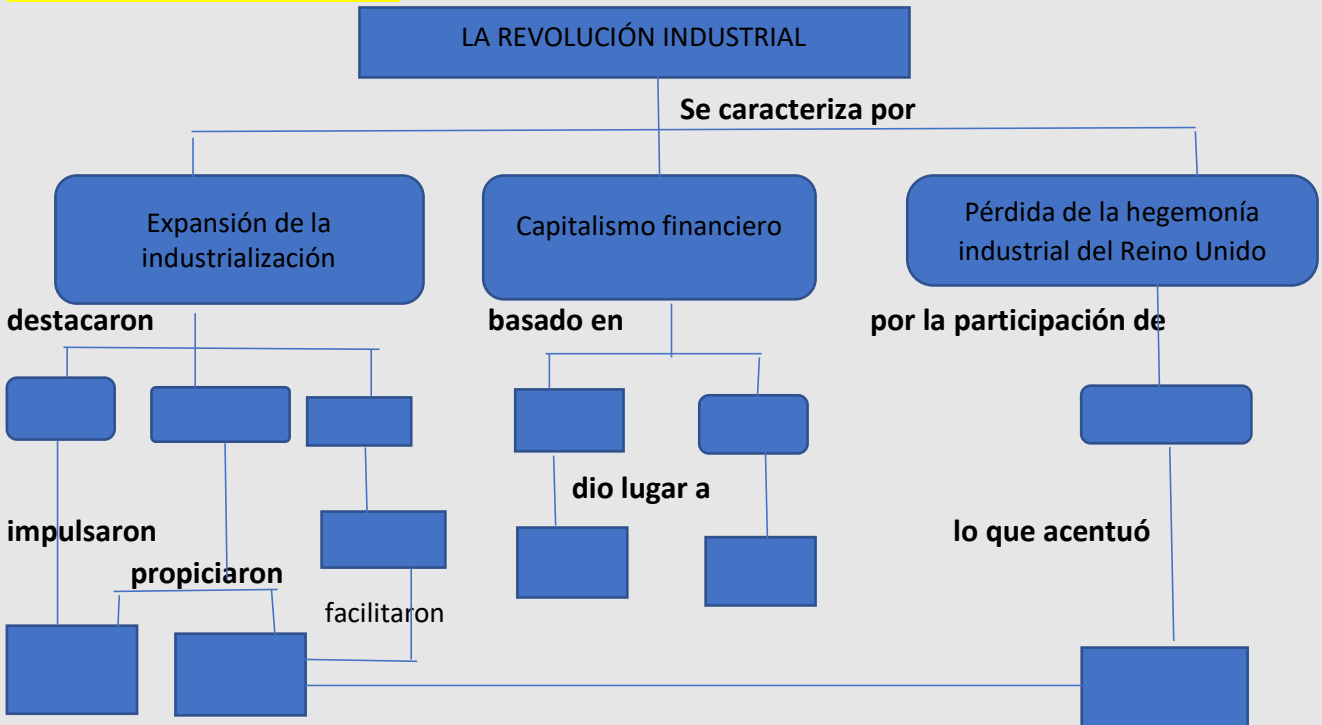 LA REVOLUCIÓN INDUSTRIAL
Se caracteriza por
Expansión de la
industrialización
Capitalismo financiero
Pérdida de la hegemonía
industrial del Reino Unido
destacaron
basado en
por la participación de
dio lugar a
impulsaron
lo que acentuó
propiciaron
facilitaron